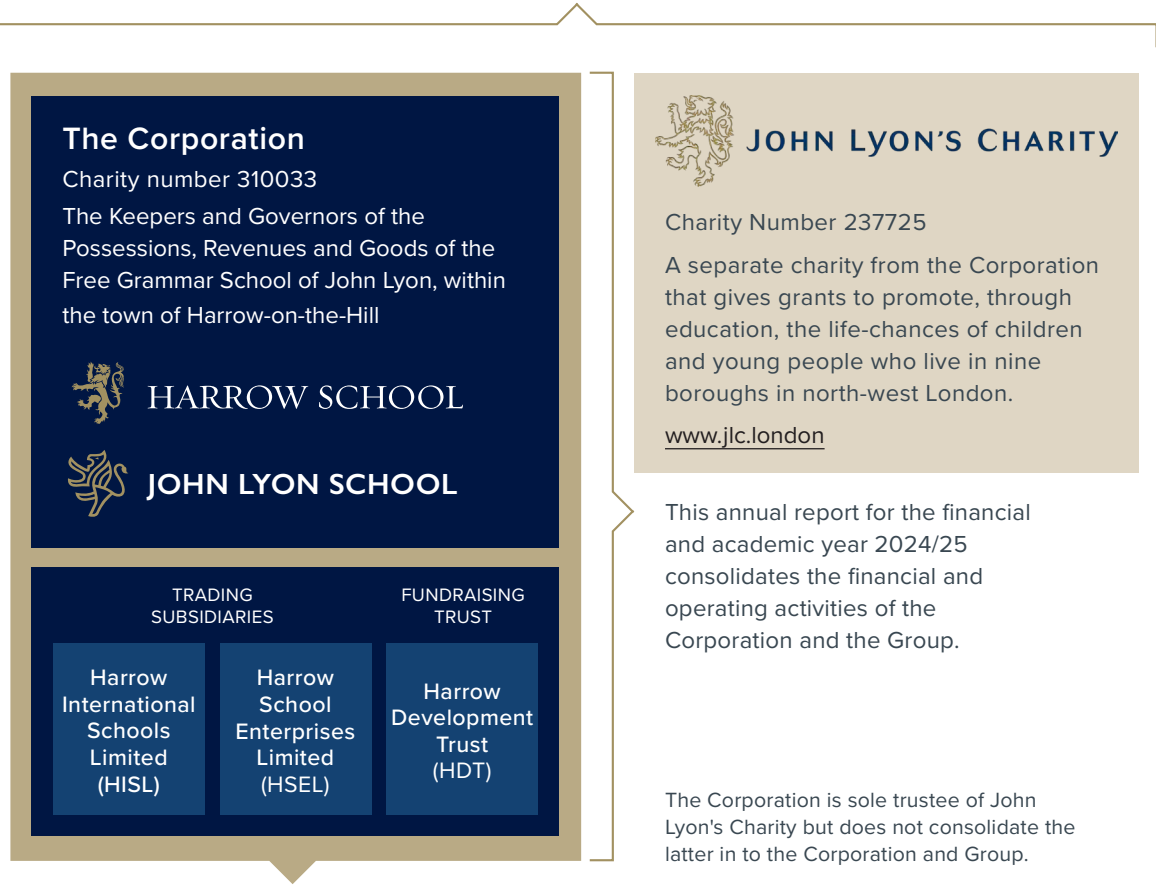 The Corporation
Charity number 310033
The Keepers and Governors of the
Possessions, Revenues and Goods of the
Free Grammar School of John Lyon, within
the town of Harrow-on-the-Hill
HARROW SCHOOL
JOHN LYON SCHOOL
TRADING
SUBSIDIARIES
Harrow
International
Schools
Limited
(HISL)
Harrow
School
Enterprises
Limited
(HSEL)
FUNDRAISING
TRUST
Harrow
Development
Trust
(HDT)
JOHN LYON'S CHARITY
Charity Number 237725
A separate charity from the Corporation
that gives grants to promote, through
education, the life-chances of children
and young people who live in nine
boroughs in north-west London.
www.jlc.london
This annual report for the financial
and academic year 2024/25
consolidates the financial and
operating activities of the
Corporation and the Group.
The Corporation is sole trustee of John
Lyon's Charity but does not consolidate the
latter in to the Corporation and Group.